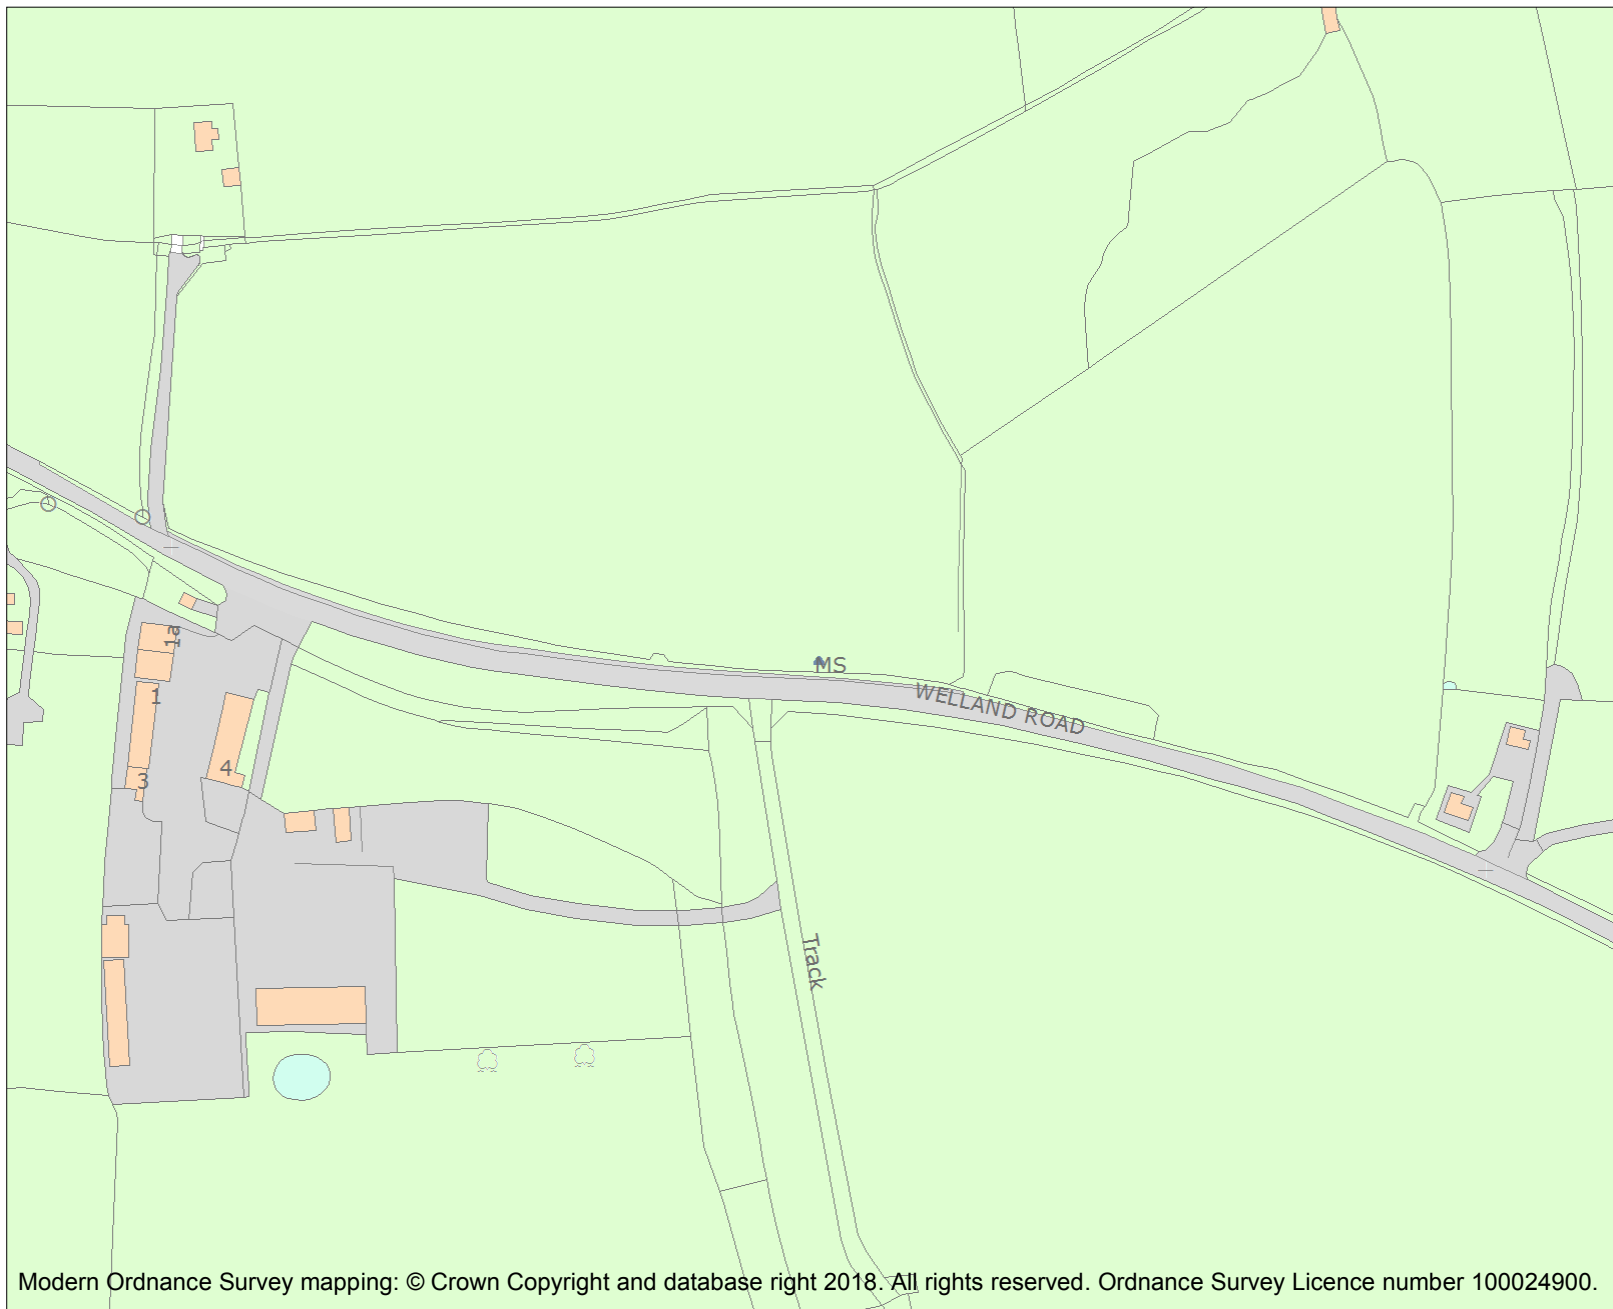 1a
MS
WELLAND ROAD
1
4
3
Track
Modern Ordnance Survey mapping: © Crown Copyright and database right 2018. All rights reserved. Ordnance Survey Licence number 100024900.